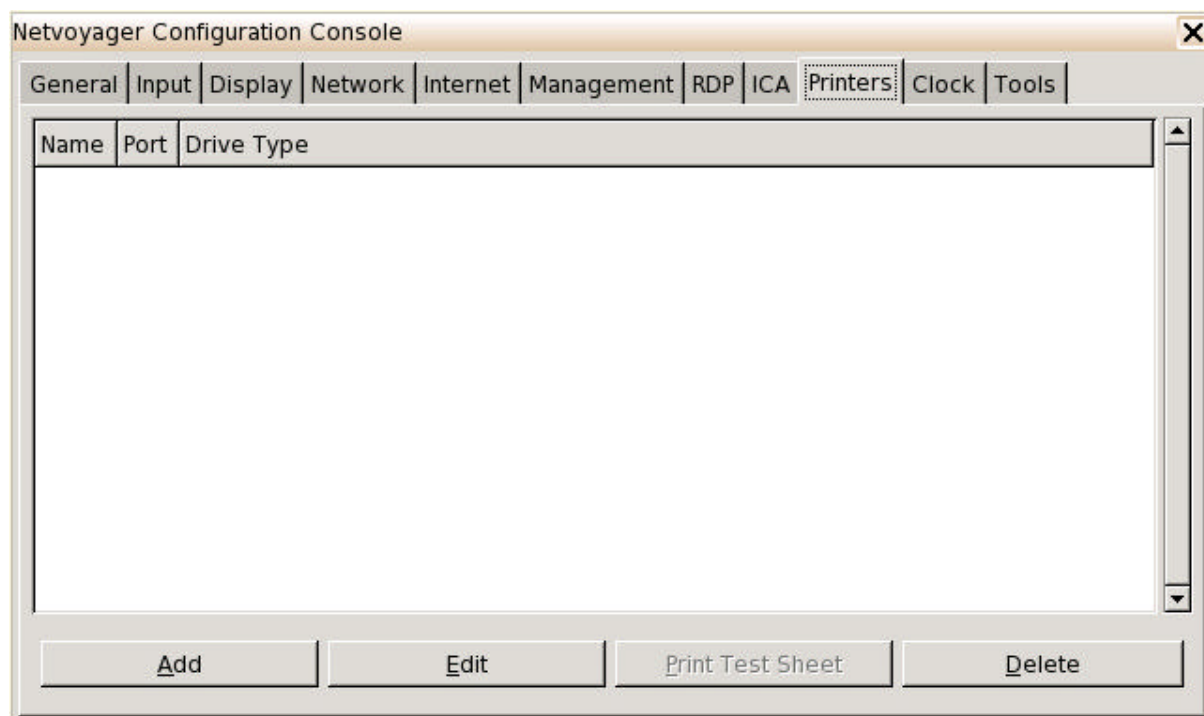 Netvoyager Configuration Console
General Input Display Network Internet Management RDP ICA Printers Clock Tools
Name Port Drive Type
Add Edit Print Test Sheet Delete